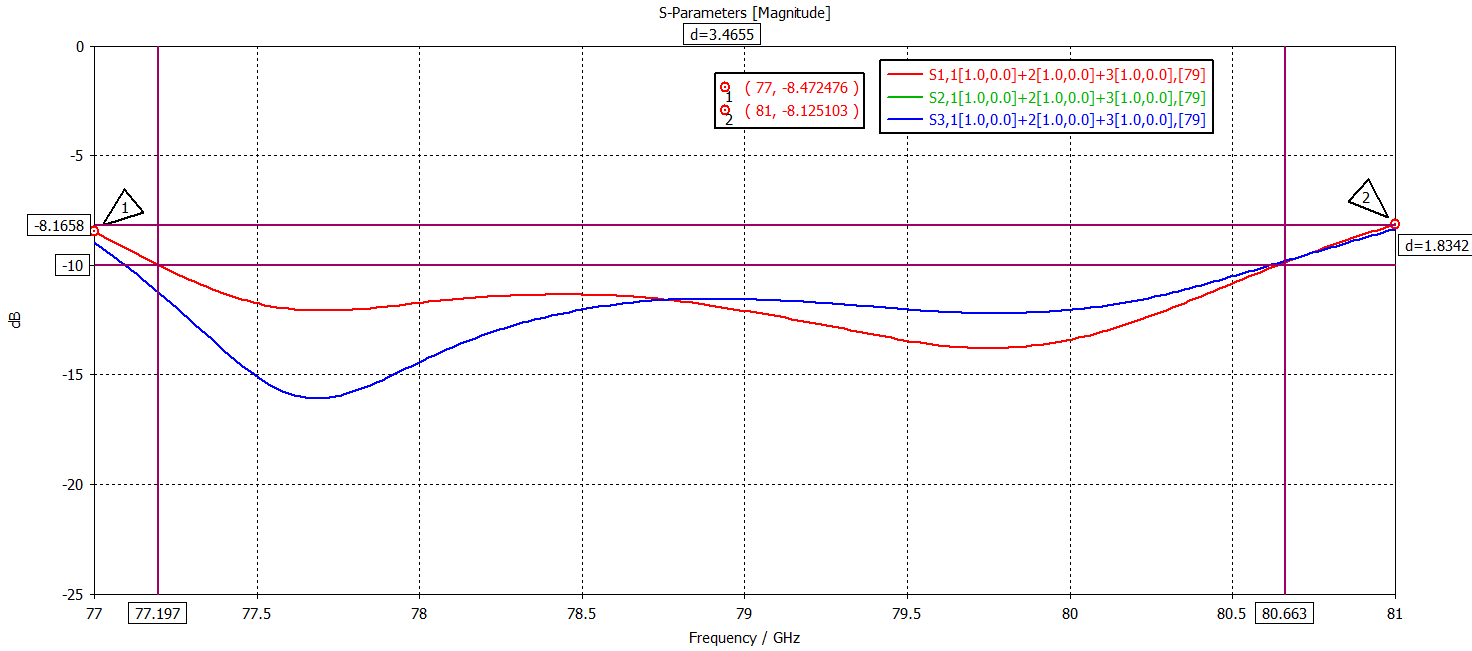 S-Parameters [Magnitude]
d=3.4655
1 ( 77, -8.472476 )
2 ( 81, -8.125103 )
S1,1[1.0,0.0]+2[1.0,0.0]+3[1.0,0.0],[79]
S2,1[1.0,0.0]+2[1.0,0.0]+3[1.0,0.0],[79]
S3,1[1.0,0.0]+2[1.0,0.0]+3[1.0,0.0],[79]
0
-5
1
2
-8.1658
d=1.8342
-10
dB
-15
-20
-25
77
77.197
77.5
78
78.5
79
79.5
80
80.5
80.663
81
Frequency / GHz